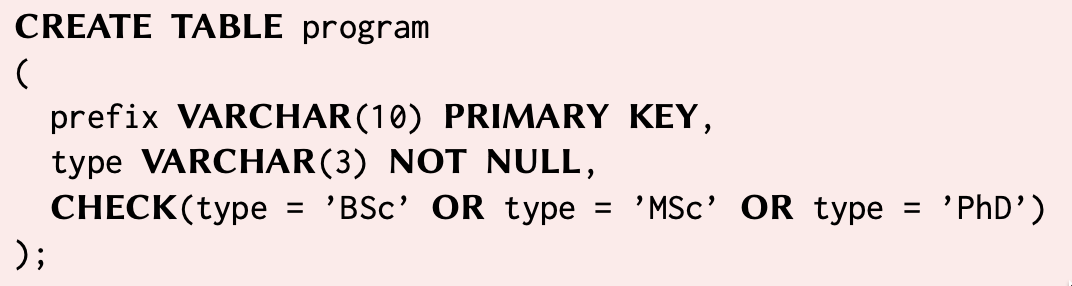 CREATE TABLE program
(
prefix VARCHAR(10) PRIMARY KEY,
type VARCHAR(3) NOT NULL,
CHECK(type = ’BSc’ OR type = ’MSc’ OR type = ’PhD’)
);